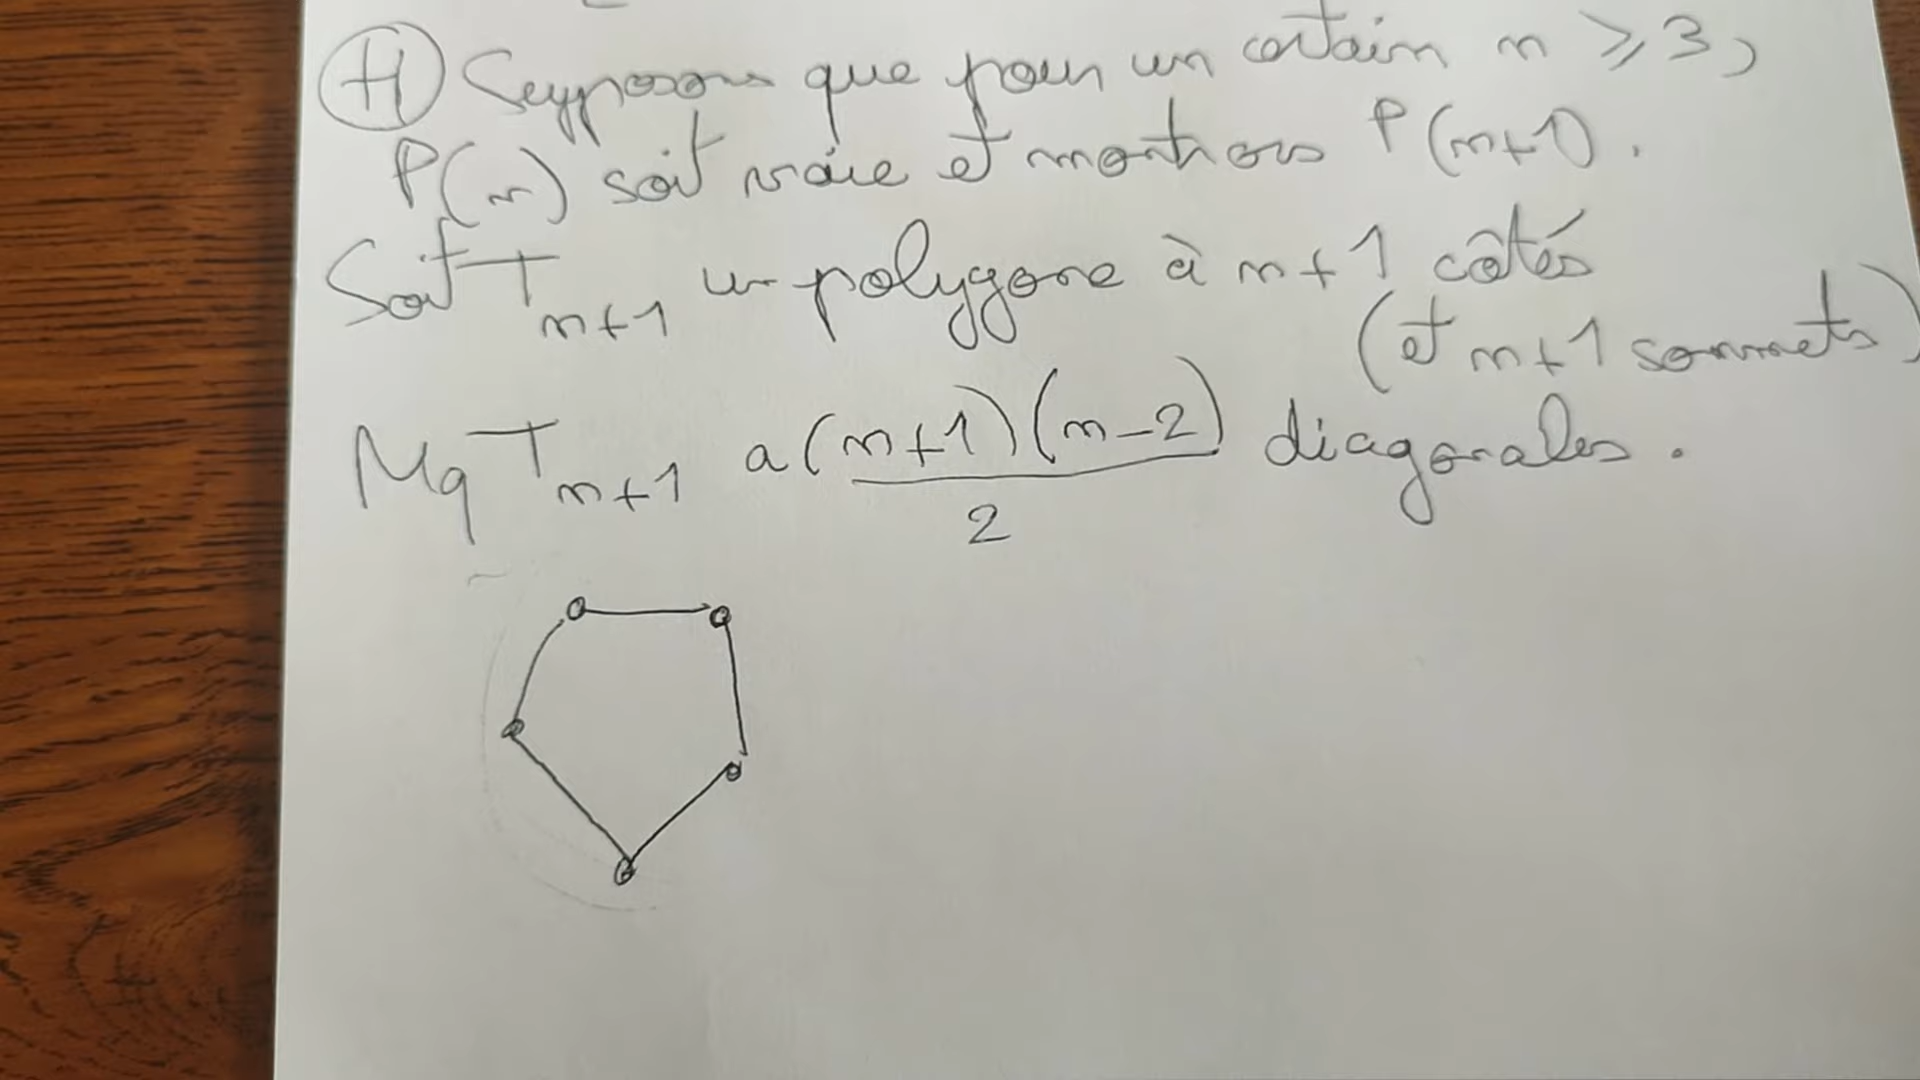 (H) Supposons que pour un certain n ⩾ 3,
P(n) soit vraie et montrons P(n+1).
Soit T_{n+1} un polygone à n+1 côtés
(et n+1 sommets)
Mq T_{n+1} a (n+1)(n-2)/2 diagonales.